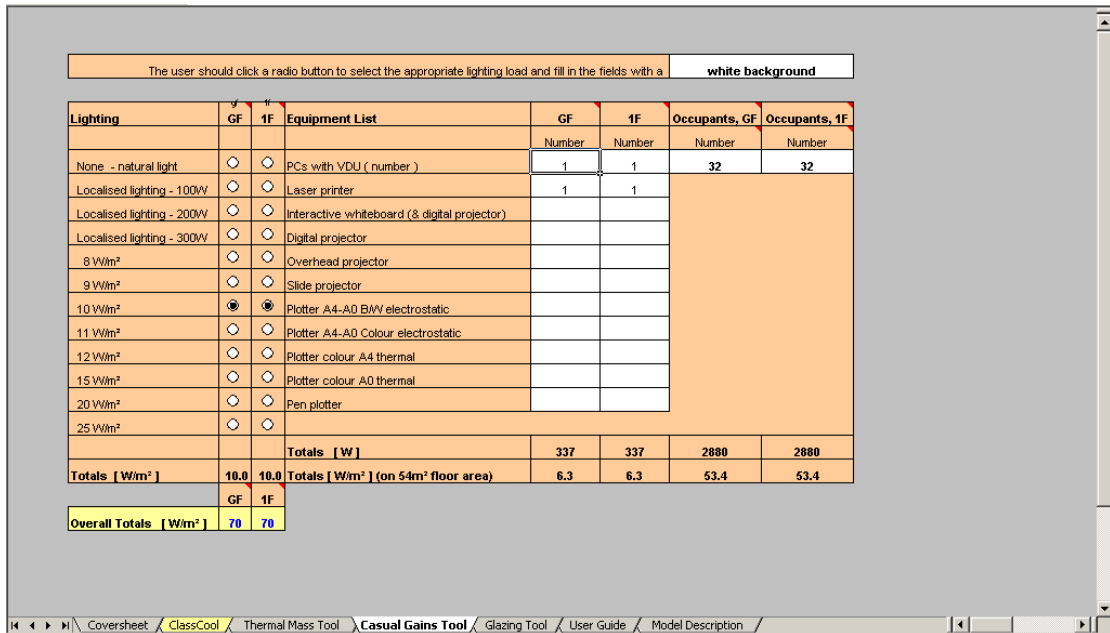 The user should click a radio button to select the appropriate lighting load and fill in the fields with a white background
gf 1f
Lighting GF 1F Equipment List GF 1F Occupants, GF Occupants, 1F
Number Number Number Number
None - natural light PCs with VDU ( number ) 1 1 32 32
Localised lighting - 100W Laser printer 1 1
Localised lighting - 200W Interactive whiteboard (& digital projector)
Localised lighting - 300W Digital projector
8 W/m² Overhead projector
9 W/m² Slide projector
10 W/m² Plotter A4-A0 B/W electrostatic
11 W/m² Plotter A4-A0 Colour electrostatic
12 W/m² Plotter colour A4 thermal
15 W/m² Plotter colour A0 thermal
20 W/m² Pen plotter
25 W/m²
Totals [ W ] 337 337 2880 2880
Totals [ W/m² ] 10.0 10.0 Totals [ W/m² ] (on 54m² floor area) 6.3 6.3 53.4 53.4
GF 1F
Overall Totals [ W/m² ] 70 70
Coversheet ClassCool Thermal Mass Tool Casual Gains Tool Glazing Tool User Guide Model Description